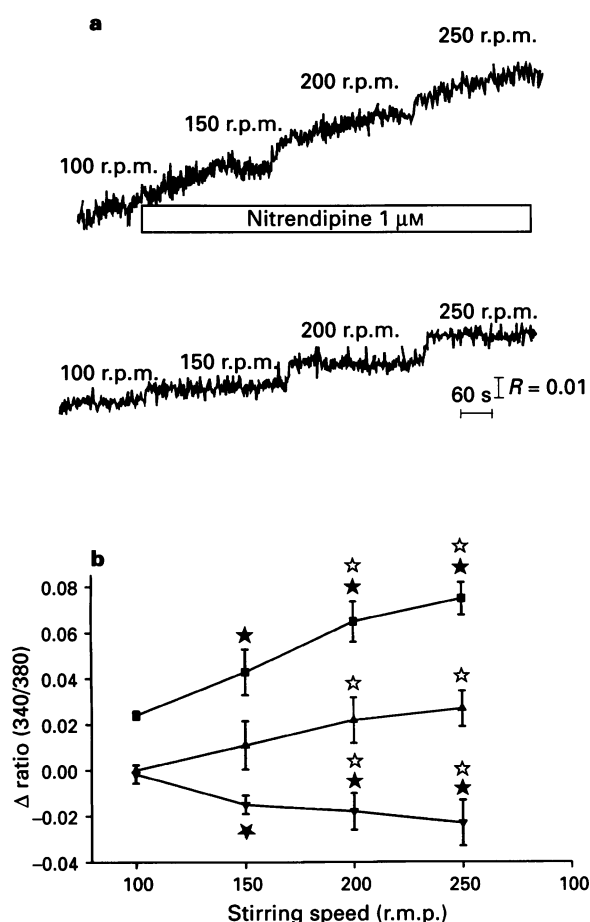 a
250 r.p.m.
200 r.p.m.
150 r.p.m.
100 r.p.m.
Nitrendipine 1 μM
250 r.p.m.
200 r.p.m.
150 r.p.m.
100 r.p.m.
60 s R = 0.01
b
0.08
0.06
0.04
0.02
0.00
−0.02
−0.04
Δ ratio (340/380)
100 150 200 250 100
Stirring speed (r.m.p.)